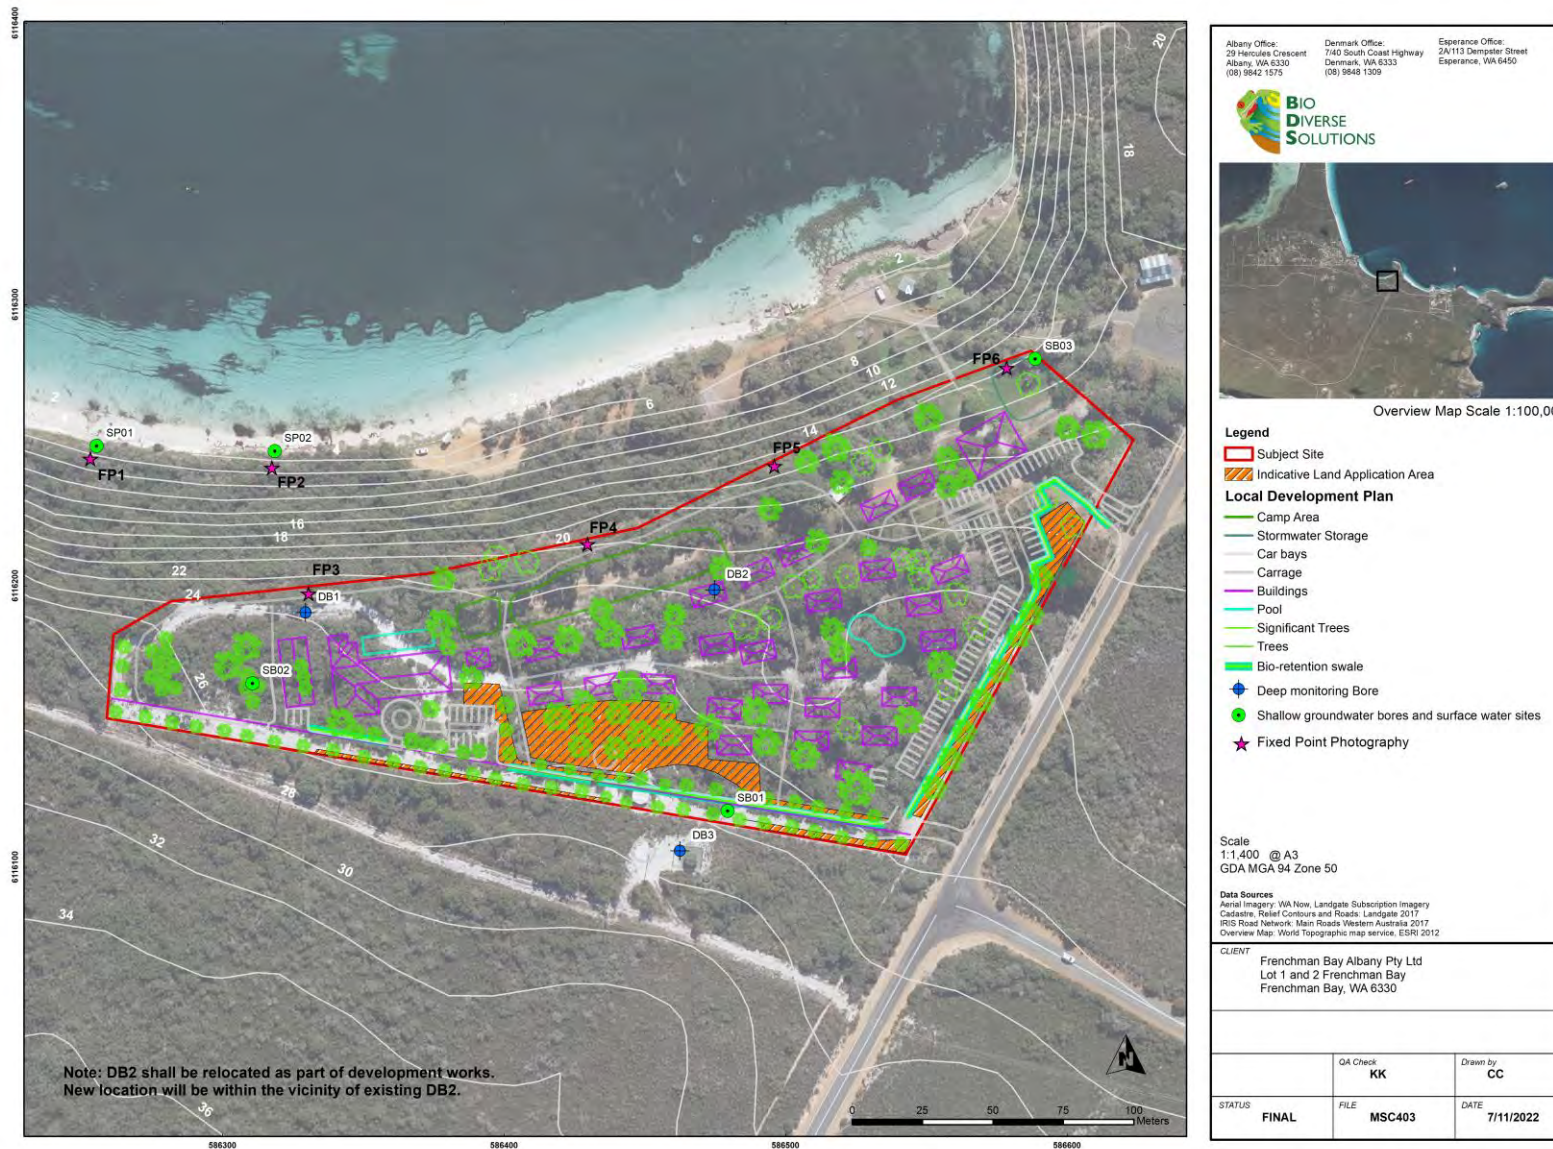 6116400
6116300
6116200
6116100
586300
586400
586500
586600
20
18
2
4
2
2
4
6
8
10
12
14
16
18
20
22
24
26
28
30
32
34
36
SP01
FP1
SP02
FP2
FP3
DB1
FP4
FP5
FP6
SB03
DB2
SB02
SB01
DB3
Note: DB2 shall be relocated as part of development works.
New location will be within the vicinity of existing DB2.
N
0 25 50 75 100
Meters
Albany Office:
29 Hercules Crescent
Albany, WA 6330
(08) 9842 1575
Denmark Office:
7/40 South Coast Highway
Denmark, WA 6333
(08) 9848 1309
Esperance Office:
2A/113 Dempster Street
Esperance, WA 6450
BIO
DIVERSE
SOLUTIONS
Overview Map Scale 1:100,00
Legend
Subject Site
Indicative Land Application Area
Local Development Plan
Camp Area
Stormwater Storage
Car bays
Carrage
Buildings
Pool
Significant Trees
Trees
Bio-retention swale
Deep monitoring Bore
Shallow groundwater bores and surface water sites
Fixed Point Photography
Scale
1:1,400 @ A3
GDA MGA 94 Zone 50
Data Sources
Aerial Imagery: WA Now, Landgate Subscription Imagery
Cadastre, Relief Contours and Roads: Landgate 2017
IRIS Road Network: Main Roads Western Australia 2017
Overview Map: World Topographic map service, ESRI 2012
CLIENT
Frenchman Bay Albany Pty Ltd
Lot 1 and 2 Frenchman Bay
Frenchman Bay, WA 6330
QA Check
KK
Drawn by
CC
STATUS
FINAL
FILE
MSC403
DATE
7/11/2022